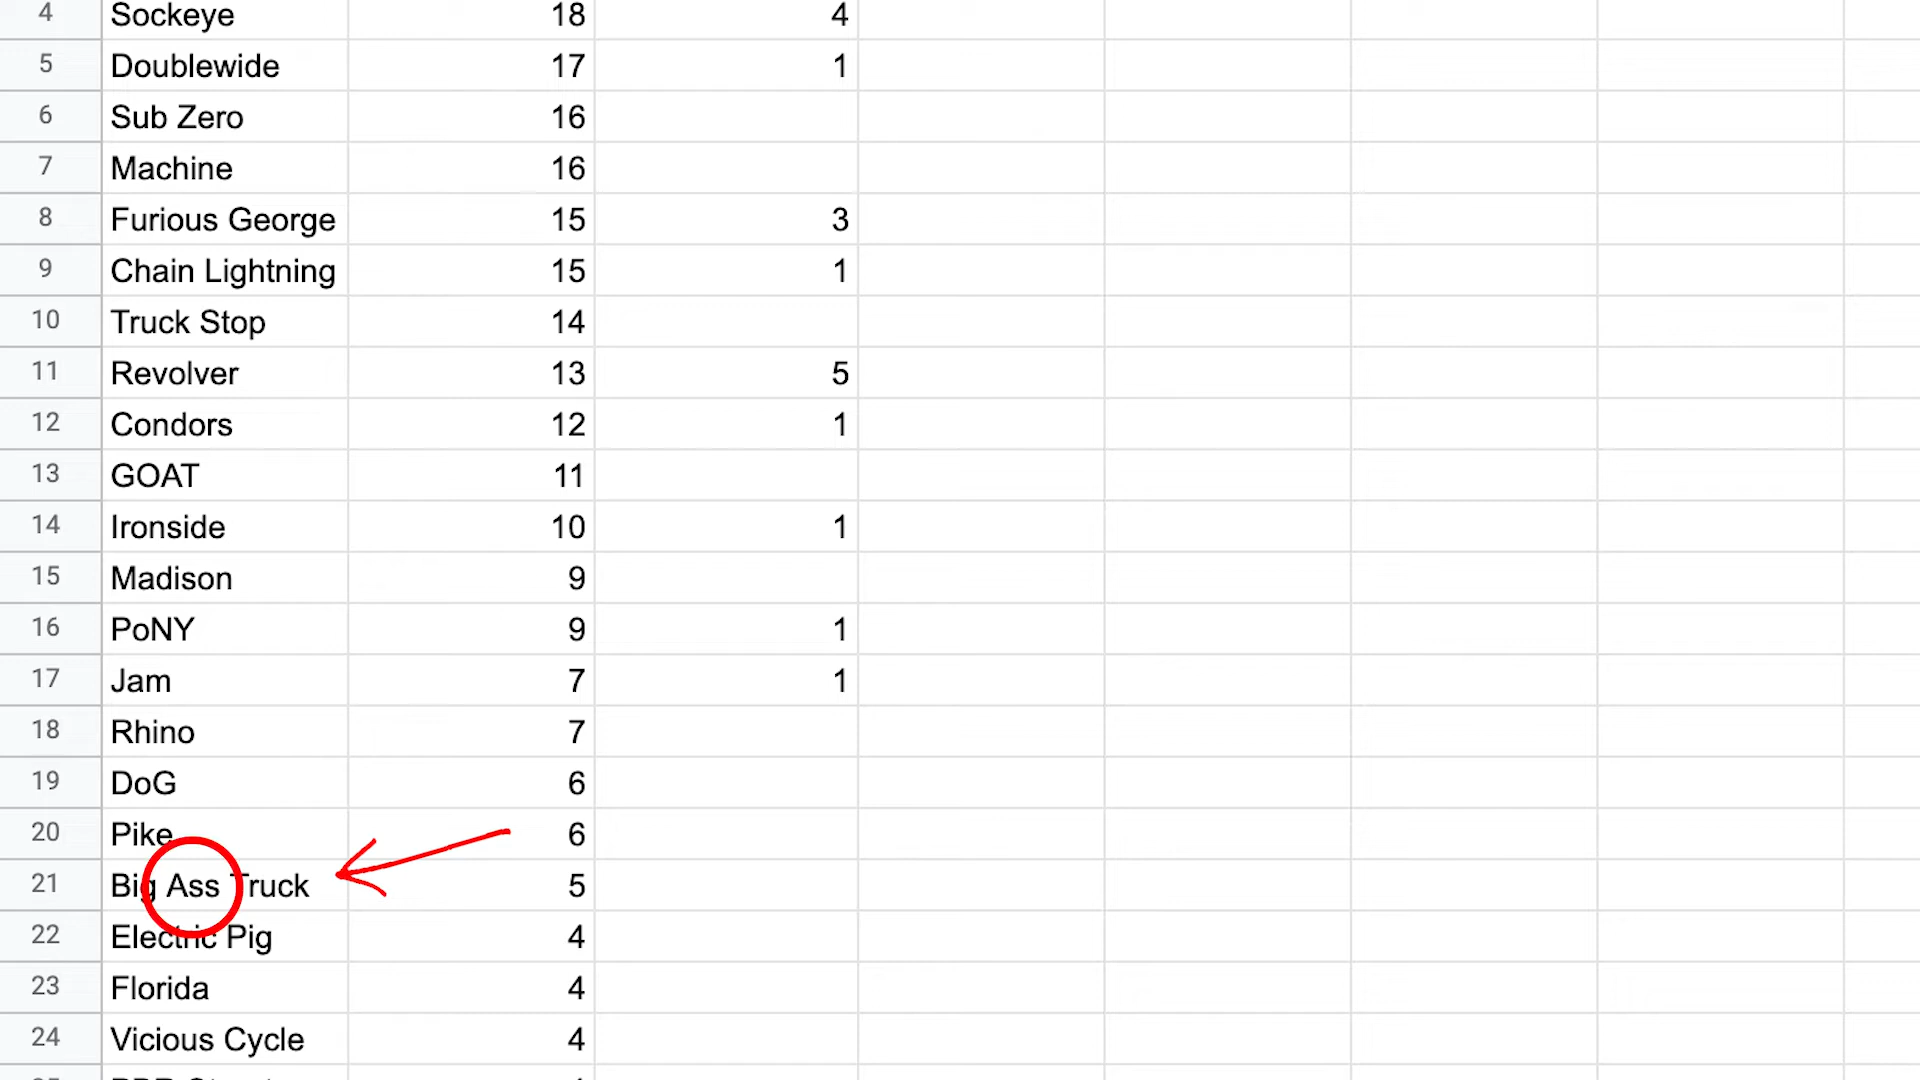 4 Sockeye 18 4
5 Doublewide 17 1
6 Sub Zero 16
7 Machine 16
8 Furious George 15 3
9 Chain Lightning 15 1
10 Truck Stop 14
11 Revolver 13 5
12 Condors 12 1
13 GOAT 11
14 Ironside 10 1
15 Madison 9
16 PoNY 9 1
17 Jam 7 1
18 Rhino 7
19 DoG 6
20 Pike 6
21 Big Ass Truck 5
22 Electric Pig 4
23 Florida 4
24 Vicious Cycle 4